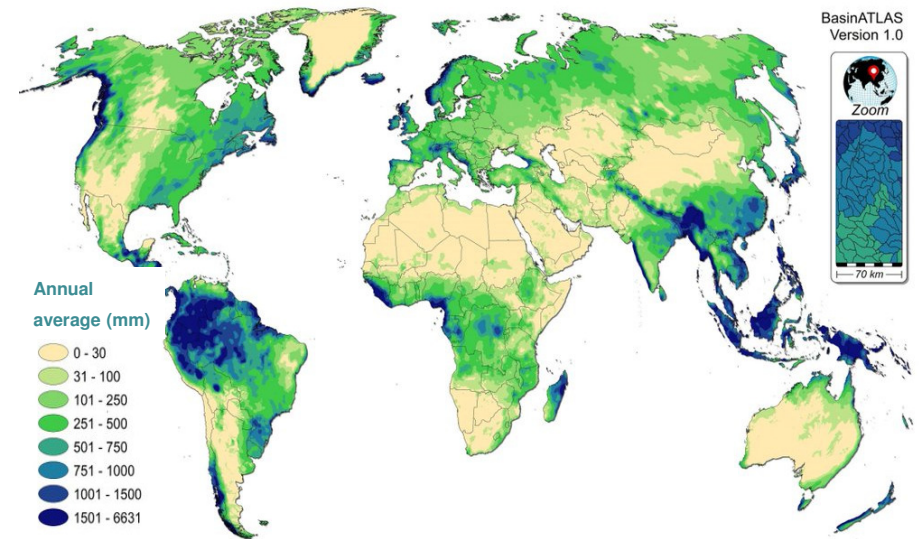 BasinATLAS
Version 1.0
Zoom
70 km
Annual
average (mm)
0 - 30
31 - 100
101 - 250
251 - 500
501 - 750
751 - 1000
1001 - 1500
1501 - 6631